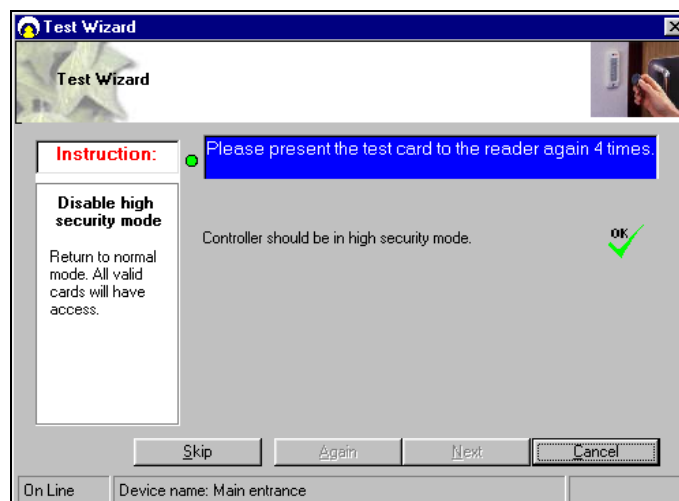 Test Wizard
Test Wizard
Instruction:
Please present the test card to the reader again 4 times.
Disable high
security mode
Return to normal
mode. All valid
cards will have
access.
Controller should be in high security mode.
OK
Skip
Again
Next
Cancel
On Line
Device name: Main entrance